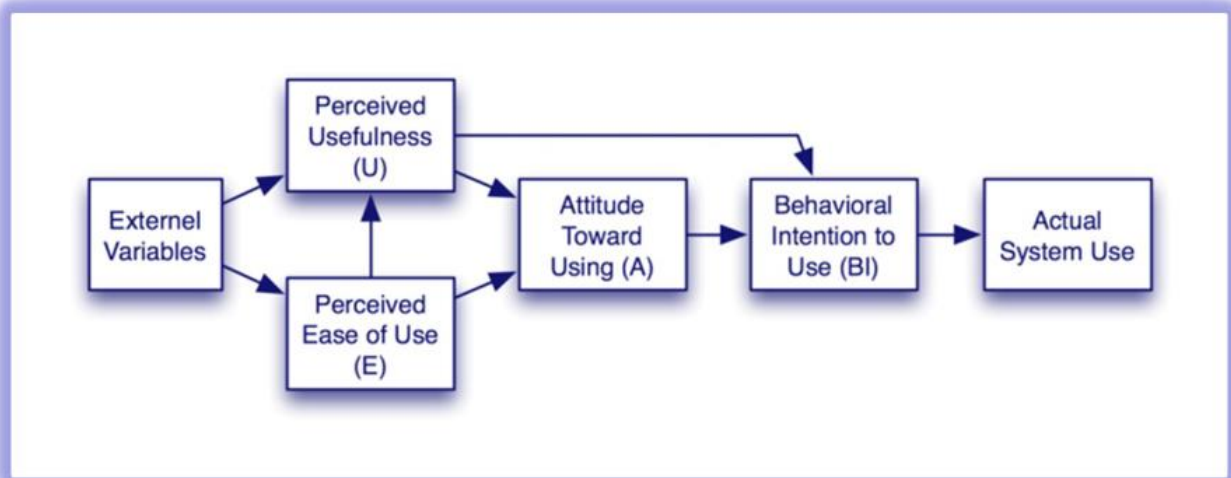 Externel
Variables
Perceived
Usefulness
(U)
Perceived
Ease of Use
(E)
Attitude
Toward
Using (A)
Behavioral
Intention to
Use (BI)
Actual
System Use